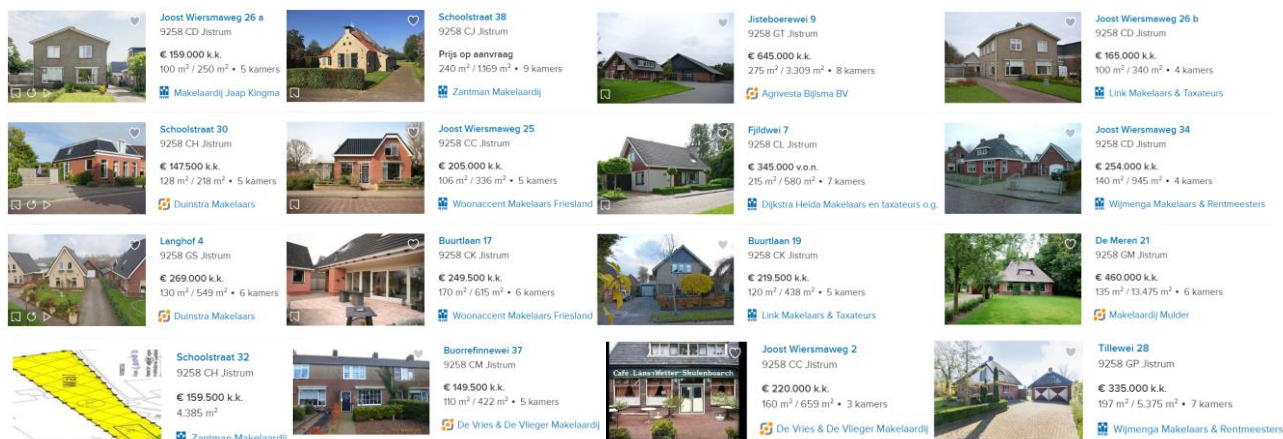 Joost Wiersmaweg 26 a
9258 CD Jistrum
€ 159.000 k.k.
100 m² / 250 m² • 5 kamers
Makelaardij Jaap Kingma
Schoolstraat 38
9258 CJ Jistrum
Prijs op aanvraag
240 m² / 1.169 m² • 9 kamers
Zantman Makelaardij
Jisteboerewei 9
9258 GT Jistrum
€ 645.000 k.k.
275 m² / 3.309 m² • 8 kamers
Agrivesta Bijlsma BV
Joost Wiersmaweg 26 b
9258 CD Jistrum
€ 165.000 k.k.
100 m² / 340 m² • 4 kamers
Link Makelaars & Taxateurs
Schoolstraat 30
9258 CH Jistrum
€ 147.500 k.k.
128 m² / 218 m² • 5 kamers
Duinstra Makelaars
Joost Wiersmaweg 25
9258 CC Jistrum
€ 205.000 k.k.
106 m² / 336 m² • 5 kamers
Woonaccent Makelaars Friesland
Fjildwei 7
9258 CL Jistrum
€ 345.000 v.o.n.
215 m² / 580 m² • 7 kamers
Dijkstra Heida Makelaars en taxateurs o.g.
Joost Wiersmaweg 34
9258 CD Jistrum
€ 254.000 k.k.
140 m² / 945 m² • 4 kamers
Wijmenga Makelaars & Rentmeesters
Langhof 4
9258 GS Jistrum
€ 269.000 k.k.
130 m² / 549 m² • 6 kamers
Duinstra Makelaars
Buurtlaan 17
9258 CK Jistrum
€ 249.500 k.k.
170 m² / 615 m² • 6 kamers
Woonaccent Makelaars Friesland
Buurtlaan 19
9258 CK Jistrum
€ 219.500 k.k.
120 m² / 438 m² • 5 kamers
Link Makelaars & Taxateurs
De Meren 21
9258 GM Jistrum
€ 460.000 k.k.
135 m² / 13.475 m² • 6 kamers
Makelaardij Mulder
Schoolstraat 32
9258 CH Jistrum
€ 159.500 k.k.
4.385 m²
Zantman Makelaardij
Buorrefinnewei 37
9258 CM Jistrum
€ 149.500 k.k.
110 m² / 422 m² • 5 kamers
De Vries & De Vlieger Makelaardij
Cafe Lans-Wetter Skulenboarch
Joost Wiersmaweg 2
9258 CC Jistrum
€ 220.000 k.k.
160 m² / 659 m² • 3 kamers
De Vries & De Vlieger Makelaardij
Tillewei 28
9258 GP Jistrum
€ 335.000 k.k.
197 m² / 5.375 m² • 7 kamers
Wijmenga Makelaars & Rentmeesters